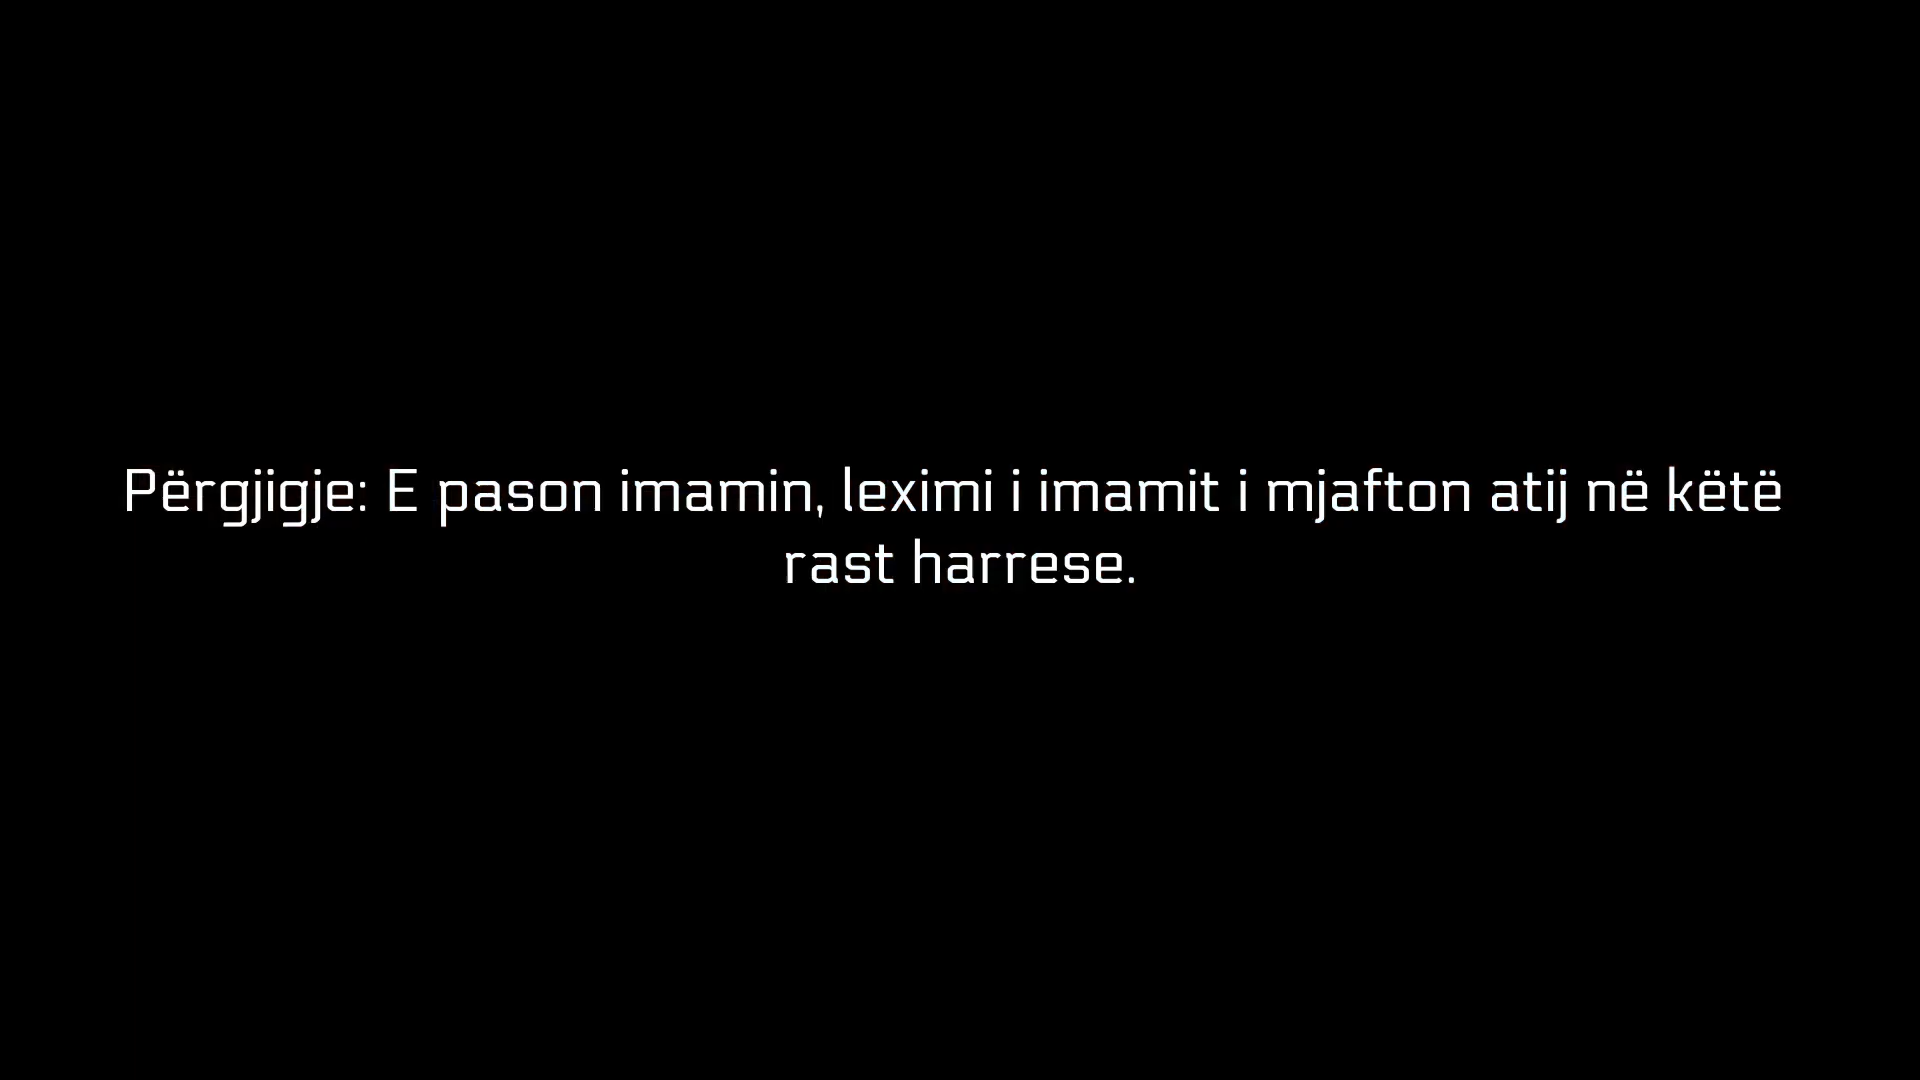 Përgjigje: E pason imamin, leximi i imamit i mjafton atij në këtë
rast harrese.